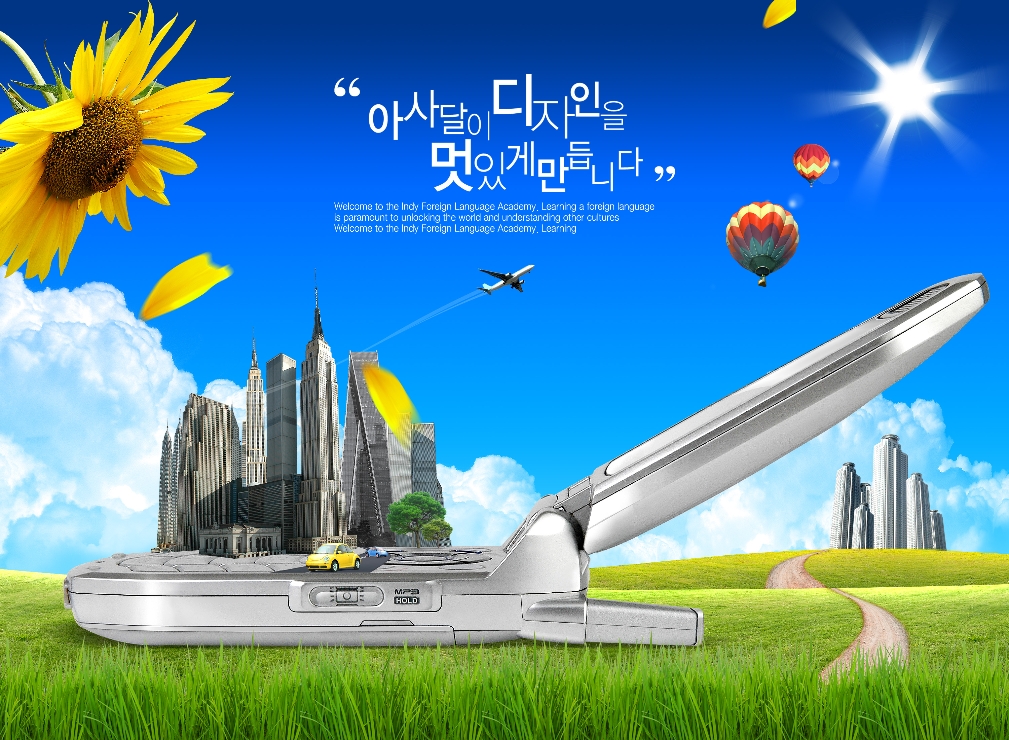 “ 아사달이 디자인을
멋있게 만듭니다 ”
Welcome to the Indy Foreign Language Academy, Learning a foreign language
is paramount to unlocking the world and understanding other cultures
Welcome to the Indy Foreign Language Academy, Learning
MP3
HOLD